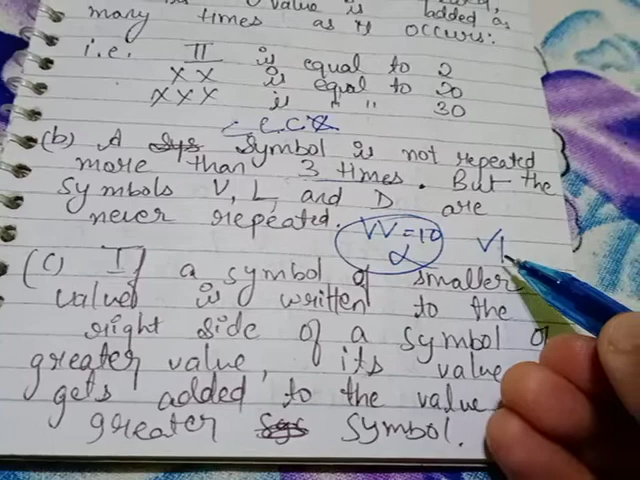 value is added as
many times as it occurs:
i.e. II is equal to 2
XX is equal to 20
XXX is " " 30
(b) A symbol is not repeated
more than 3 times. But the
symbols V, L, and D are
never repeated.
VV=10
VI
(c) If a symbol of smaller
value is written to the
right side of a symbol of
greater value, its value
gets added to the value
greater symbol.